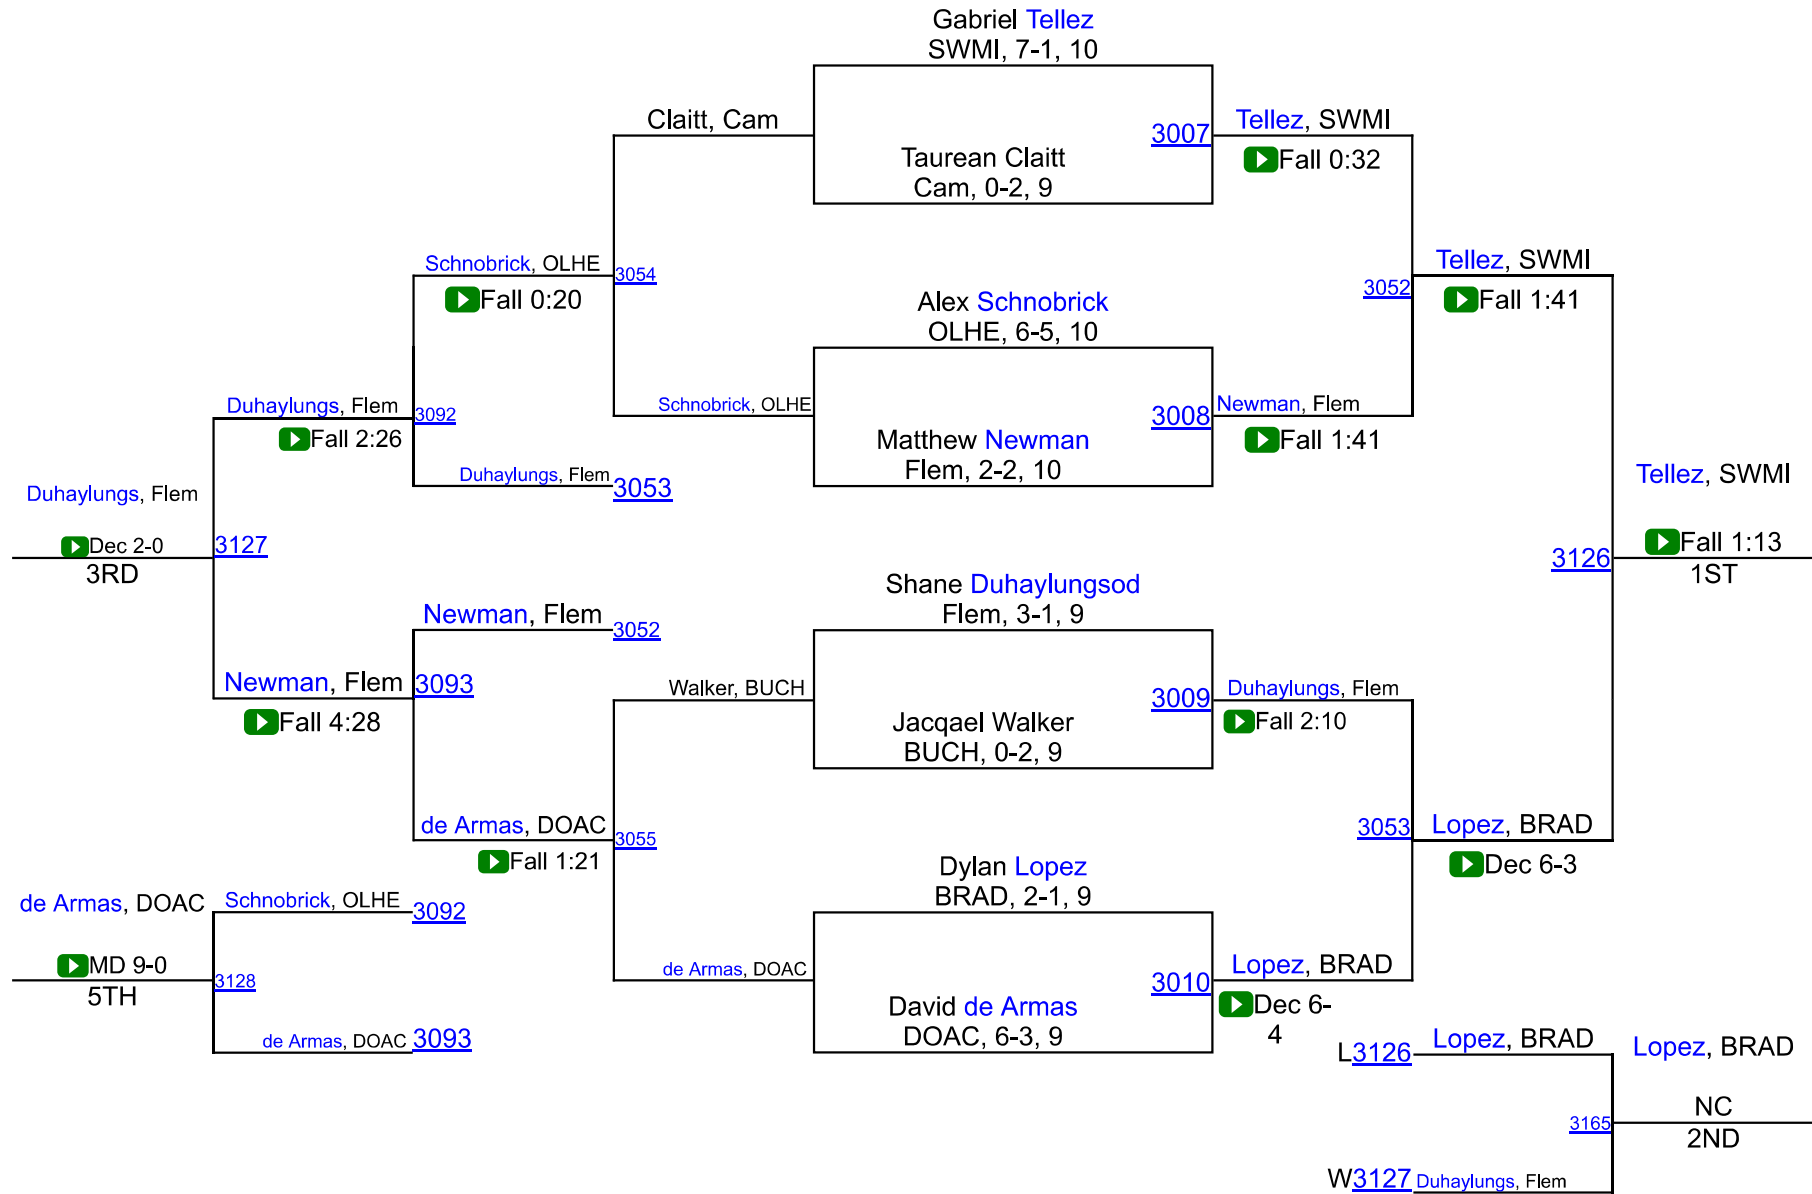 Gabriel Tellez
SWMI, 7-1, 10
Claitt, Cam
3007
Tellez, SWMI
Taurean Claitt
Cam, 0-2, 9
Fall 0:32
Schnobrick, OLHE
3054
Fall 0:20
Tellez, SWMI
3052
Fall 1:41
Alex Schnobrick
OLHE, 6-5, 10
Duhaylungs, Flem
3092
Fall 2:26
Schnobrick, OLHE
3008
Newman, Flem
Matthew Newman
Flem, 2-2, 10
Fall 1:41
Duhaylungs, Flem
3053
Duhaylungs, Flem
Dec 2-0
3RD
3127
Tellez, SWMI
3126
Fall 1:13
1ST
Shane Duhaylungsod
Flem, 3-1, 9
Newman, Flem
3052
Newman, Flem
3093
Fall 4:28
Walker, BUCH
3009
Duhaylungs, Flem
Jacqael Walker
BUCH, 0-2, 9
Fall 2:10
de Armas, DOAC
3055
Fall 1:21
3053
Lopez, BRAD
Dec 6-3
Dylan Lopez
BRAD, 2-1, 9
de Armas, DOAC
Schnobrick, OLHE
3092
MD 9-0
5TH
3128
de Armas, DOAC
3093
de Armas, DOAC
3010
Lopez, BRAD
David de Armas
DOAC, 6-3, 9
Dec 6-
4
L3126
Lopez, BRAD
Lopez, BRAD
3165
NC
2ND
W3127
Duhaylungs, Flem